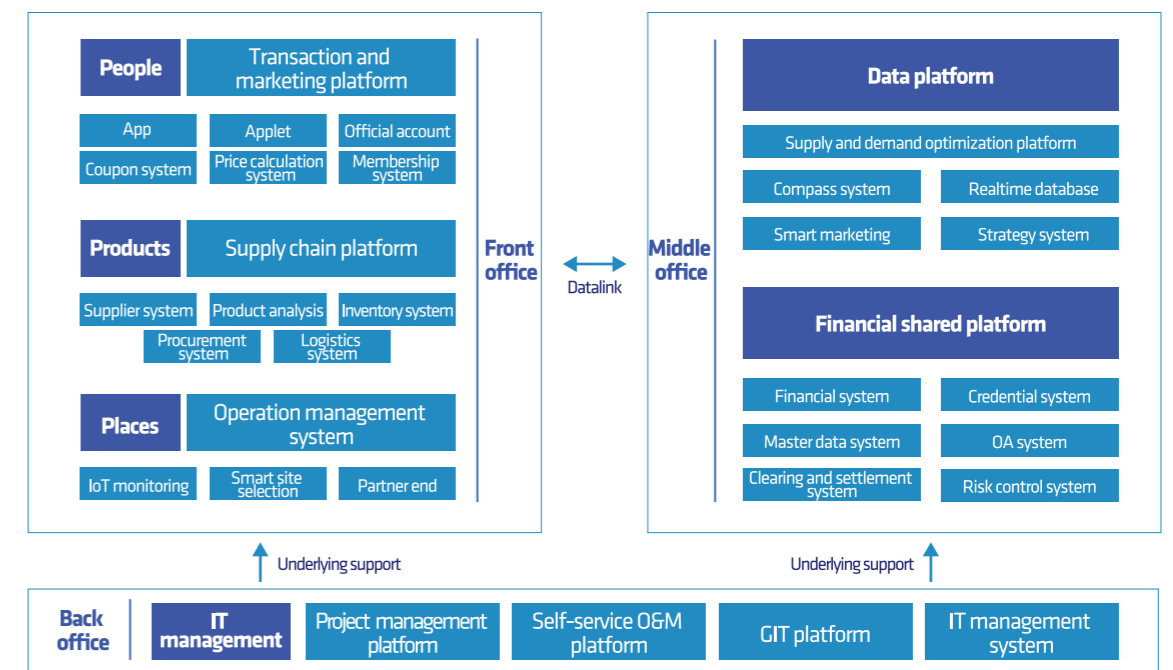 People
Transaction and
marketing platform
App
Applet
Official account
Coupon system
Price calculation
system
Membership
system
Products
Supply chain platform
Supplier system
Product analysis
Inventory system
Procurement
system
Logistics
system
Places
Operation management
system
IoT monitoring
Smart site
selection
Partner end
Front
office
Datalink
Middle
office
Data platform
Supply and demand optimization platform
Compass system
Realtime database
Smart marketing
Strategy system
Financial shared platform
Financial system
Credential system
Master data system
OA system
Clearing and settlement
system
Risk control system
Underlying support
Underlying support
Back
office
IT
management
Project management
platform
Self-service O&M
platform
GIT platform
IT management
system